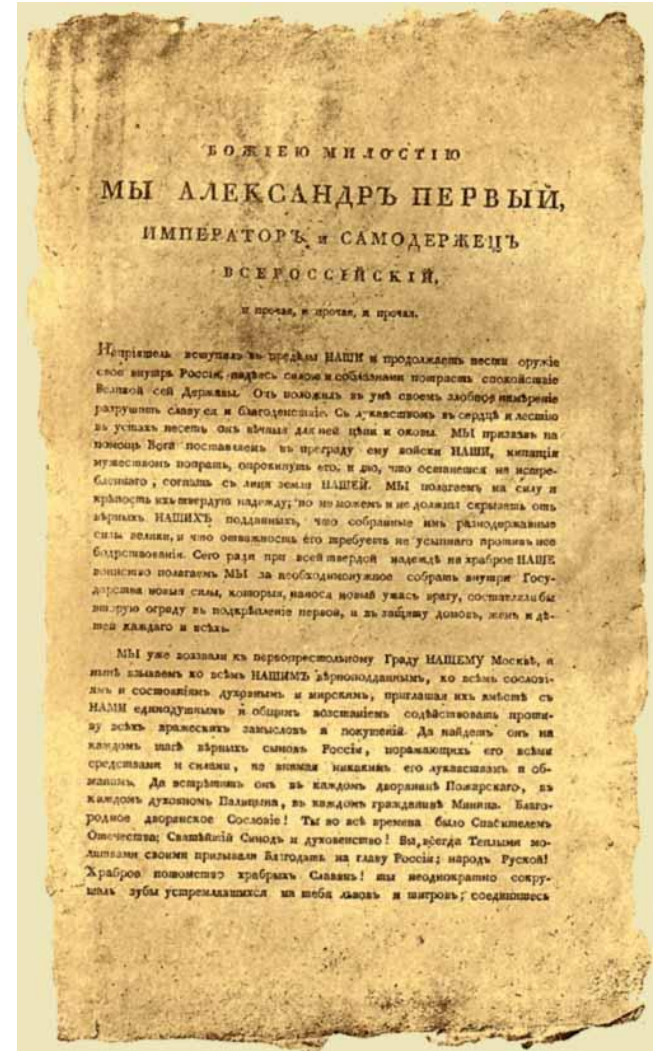 БОЖІЕЮ МИЛОСТІЮ
МЫ АЛЕКСАНДРЪ ПЕРВЫЙ,
ИМПЕРАТОРЪ и САМОДЕРЖЕЦЪ
ВСЕРОССІЙСКІЙ,
и прочая, и прочая, и прочая.
Непріятель вступилъ въ предѣлы НАШИ и продолжаетъ нести оружіе
свое внутрь Россіи, надѣясь силою и соблазнами потрясть спокойствіе
Великой сей Державы. Онъ положилъ въ умѣ своемъ злобное намѣреніе
разрушить славу ея и благоденствіе. Съ лукавствомъ въ сердцѣ и лестію
въ устахъ несетъ онъ вѣчныя для ней цѣпи и оковы. МЫ призвавъ на
помощь Бога поставляемъ въ преграду ему войски НАШИ, кипящія
мужествомъ попрать, опрокинуть его, и то, что останется не истре-
бленнаго, согнать съ лица земли НАШЕЙ. МЫ полагаемъ на силу и
крѣпость ихъ твердую надежду; но не можемъ и не должны скрывать отъ
вѣрныхъ НАШИХЪ подданныхъ, что собранные имъ разнодержавные
силы велики, и что отважность его требуетъ не усыпнаго противъ нее
бодрствованія. Сего ради при всей твердой надеждѣ на храброе НАШЕ
воинство полагаемъ МЫ за необходимонужное собрать внутри Госу-
дарства новыя силы, которыя, нанося новый ужасъ врагу, составляли бы
вторую ограду въ подкрѣпленіе первой, и въ защиту домовъ, женъ и дѣ-
тей каждаго и всѣхъ.
МЫ уже воззвали къ первопрестольному Граду НАШЕМУ Москвѣ, а
нынѣ взываемъ ко всѣмъ НАШИМЪ вѣрноподданнымъ, ко всѣмъ сослові-
ямъ и состояніямъ духовнымъ и мирскимъ, приглашая ихъ вмѣстѣ съ
НАМИ единодушнымъ и общимъ возстаніемъ содѣйствовать проти-
ву всѣхъ вражескихъ замысловъ и покушеній. Да найдетъ онъ на
каждомъ шагѣ вѣрныхъ сыновъ Россіи, поражающихъ его всѣми
средствами и силами, не внимая никакимъ его лукавствамъ и об-
манамъ. Да встрѣтитъ онъ въ каждомъ дворянинѣ Пожарскаго, въ
каждомъ духовномъ Палицына, въ каждомъ гражданинѣ Минина. Благо-
родное дворянское Сословіе! Ты во всѣ времена было Спасителемъ
Отечества; Святѣйшій Синодъ и духовенство! Вы, всегда Теплыми мо-
литвами своими призывали Благодать на главу Россіи; народъ Руской!
Храброе потомство храбрыхъ Славянъ! ты неоднократно сокру-
шалъ зубы устремлявшихся на тебя львовъ и тигровъ; соединитесь